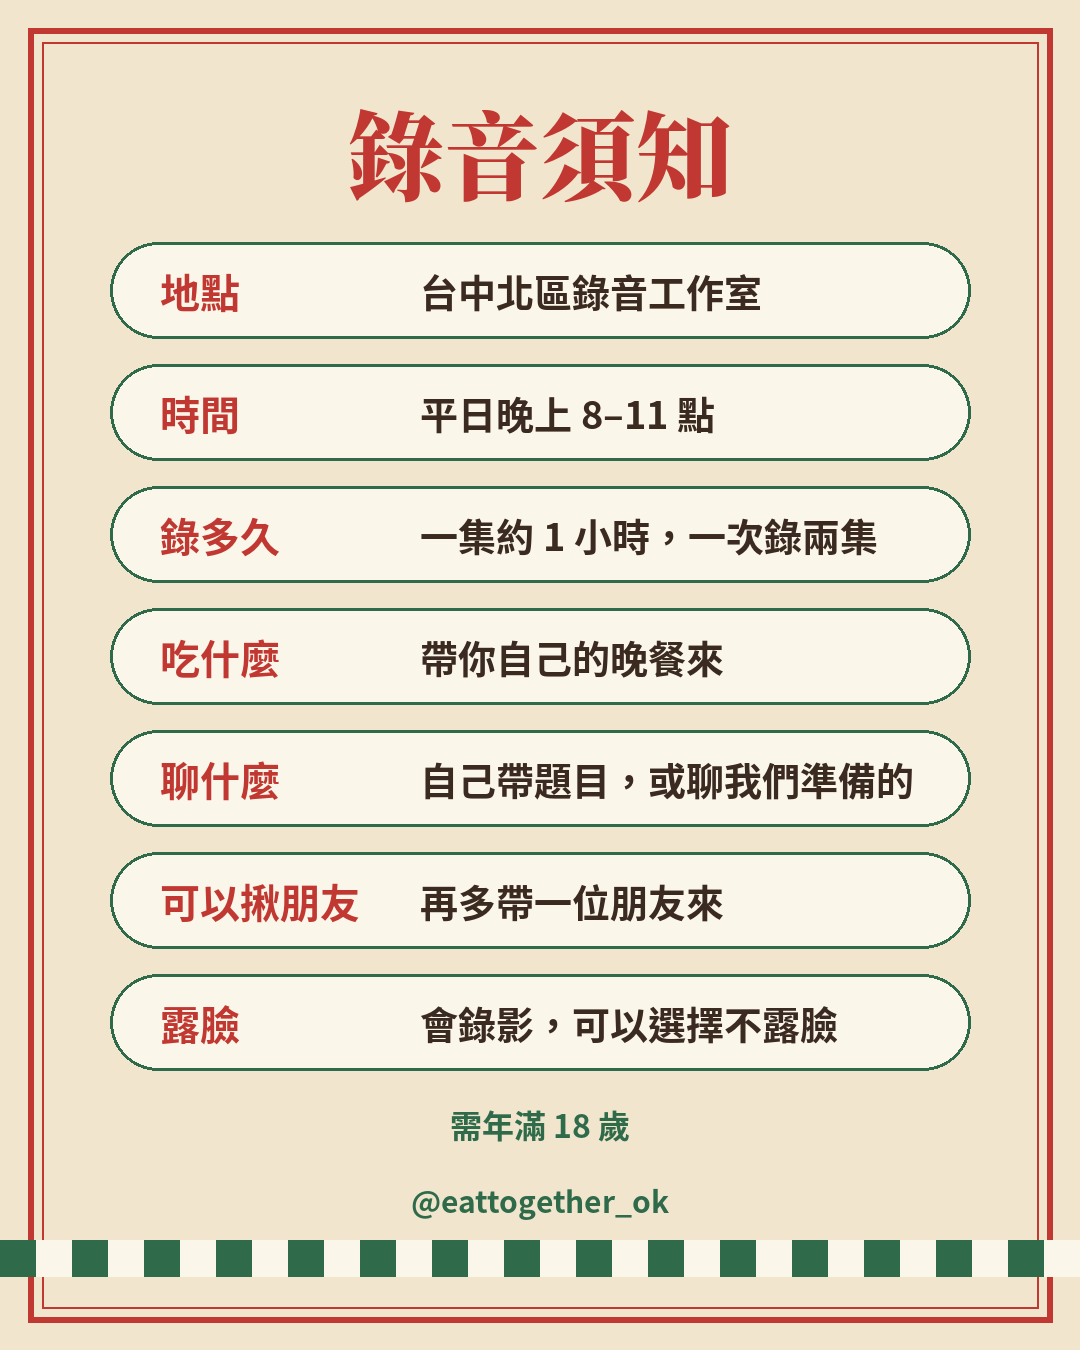 錄音須知
地點 台中北區錄音工作室
時間 平日晚上 8–11 點
錄多久 一集約 1 小時，一次錄兩集
吃什麼 帶你自己的晚餐來
聊什麼 自己帶題目，或聊我們準備的
可以揪朋友 再多帶一位朋友來
露臉 會錄影，可以選擇不露臉
需年滿 18 歲
@eattogether_ok